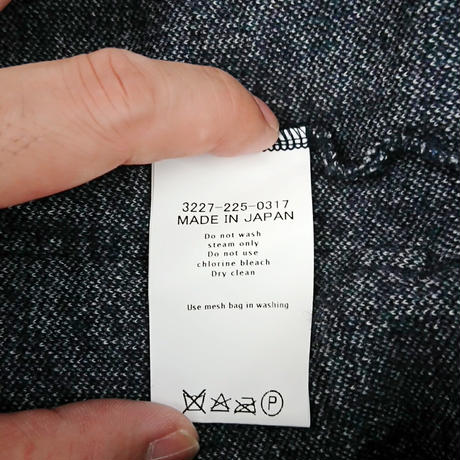 3227-225-0317
MADE IN JAPAN
Do not wash
steam only
Do not use
chlorine bleach
Dry clean
Use mesh bag in washing
P